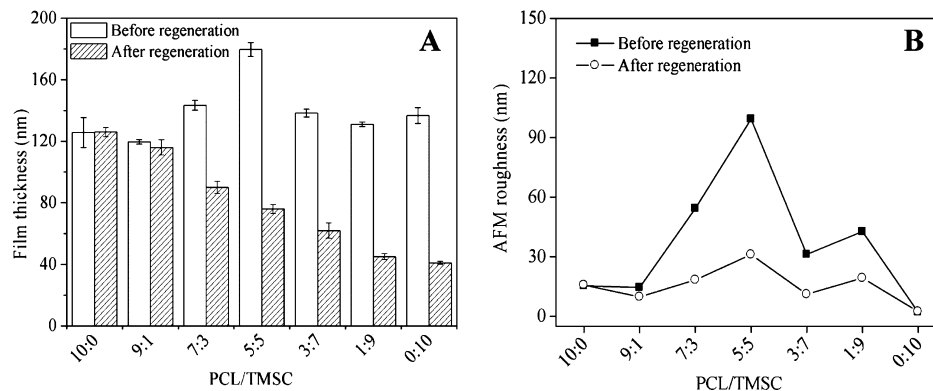 200
160
120
80
40
0
Film thickness (nm)
Before regeneration
After regeneration
A
10:0
9:1
7:3
5:5
3:7
1:9
0:10
PCL/TMSC
150
120
90
60
30
0
AFM roughness (nm)
Before regeneration
After regeneration
B
10:0
9:1
7:3
5:5
3:7
1:9
0:10
PCL/TMSC